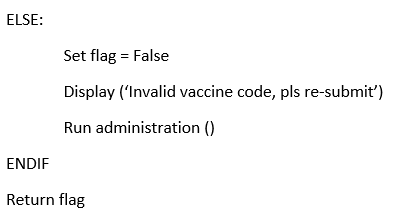 ELSE:
Set flag = False
Display (‘Invalid vaccine code, pls re-submit’)
Run administration ()
ENDIF
Return flag